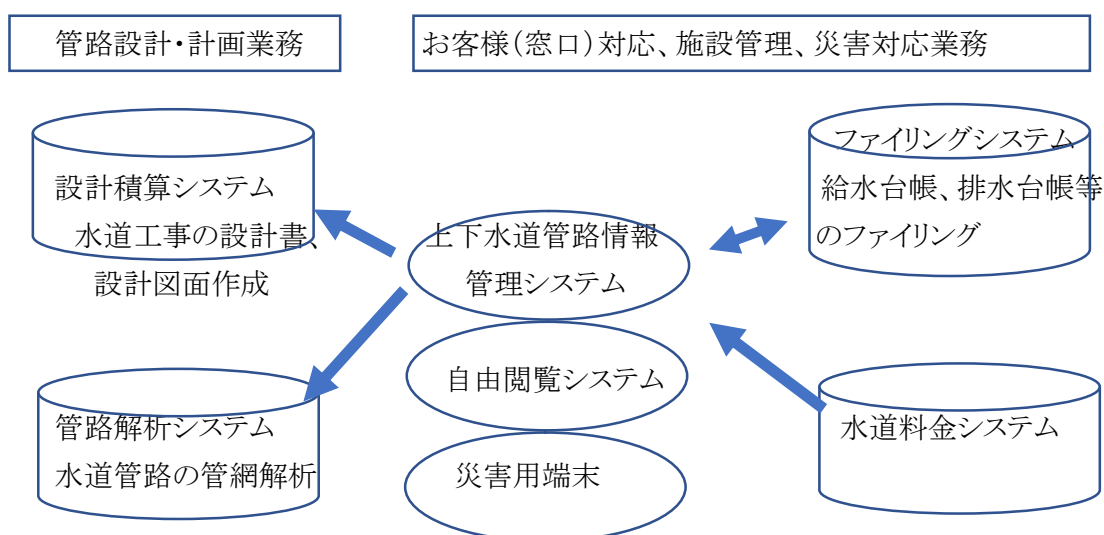 管路設計・計画業務
お客様(窓口)対応、施設管理、災害対応業務
設計積算システム
水道工事の設計書、
設計図面作成
管路解析システム
水道管路の管網解析
上下水道管路情報
管理システム
自由閲覧システム
災害用端末
ファイリングシステム
給水台帳、排水台帳等
のファイリング
水道料金システム